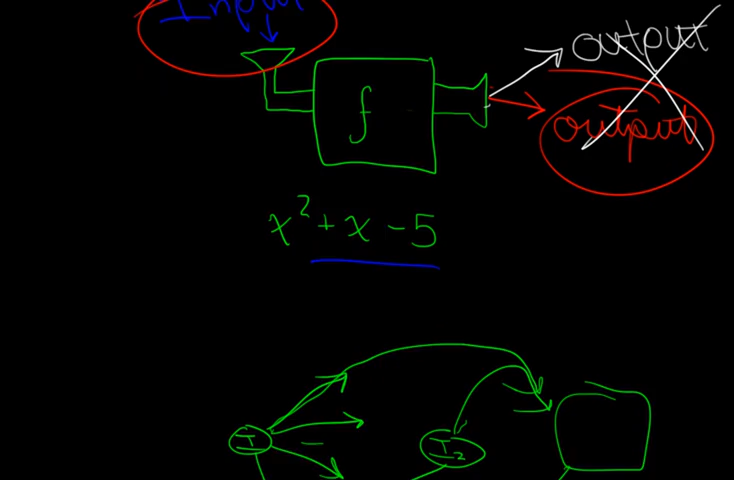 Input
output
f
output
x² + x - 5
I
I₂